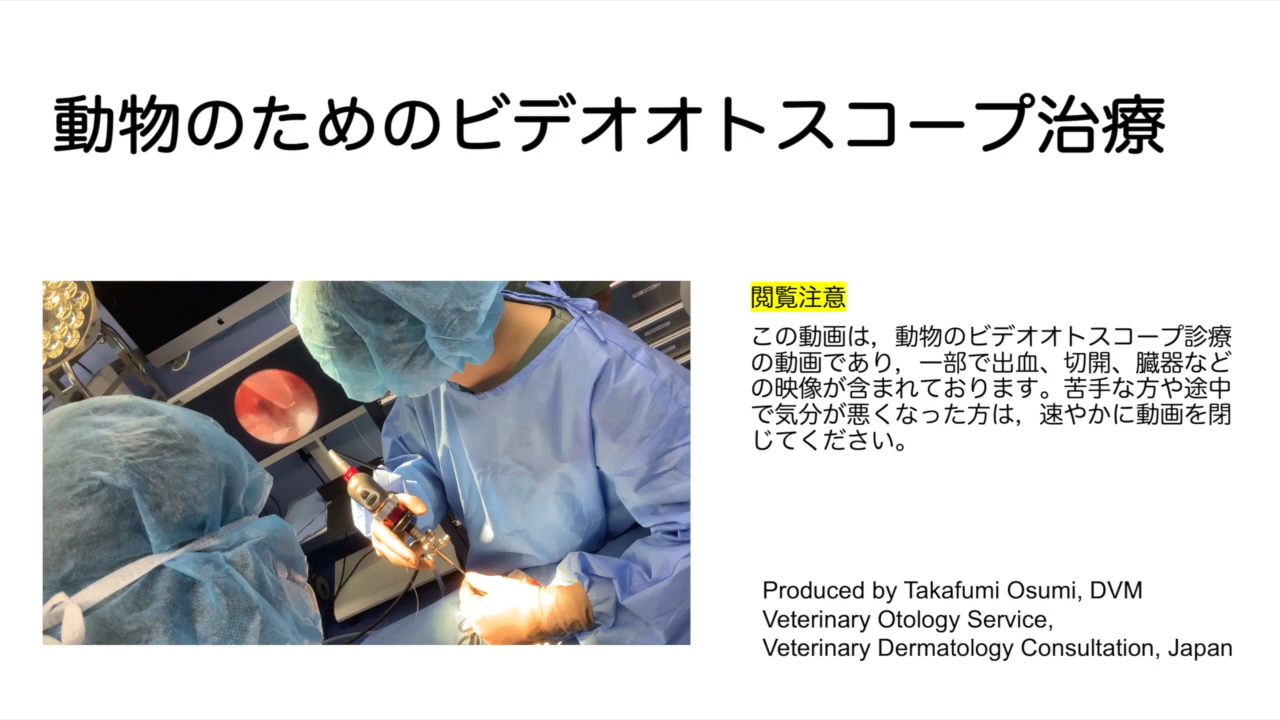 動物のためのビデオオトスコープ治療
閲覧注意
この動画は，動物のビデオオトスコープ診療
の動画であり，一部で出血、切開、臓器など
の映像が含まれております。苦手な方や途中
で気分が悪くなった方は，速やかに動画を閉
じてください。
Produced by Takafumi Osumi, DVM
Veterinary Otology Service,
Veterinary Dermatology Consultation, Japan